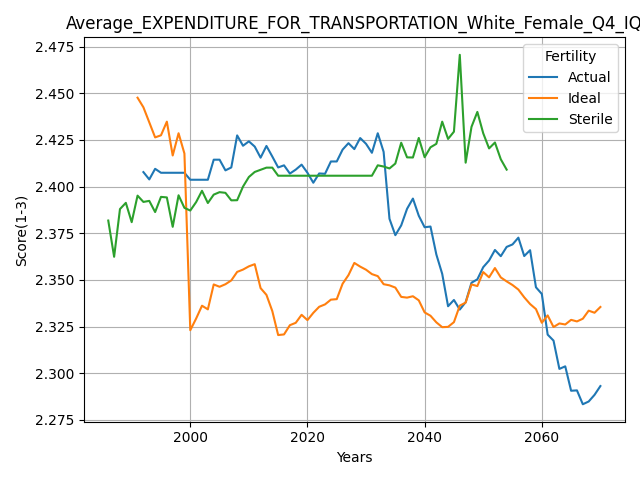 Average_EXPENDITURE_FOR_TRANSPORTATION_White_Female_Q4_IQ
Fertility
Actual
Ideal
Sterile
2.475
2.450
2.425
2.400
2.375
2.350
2.325
2.300
2.275
Score(1-3)
2000 2020 2040 2060
Years